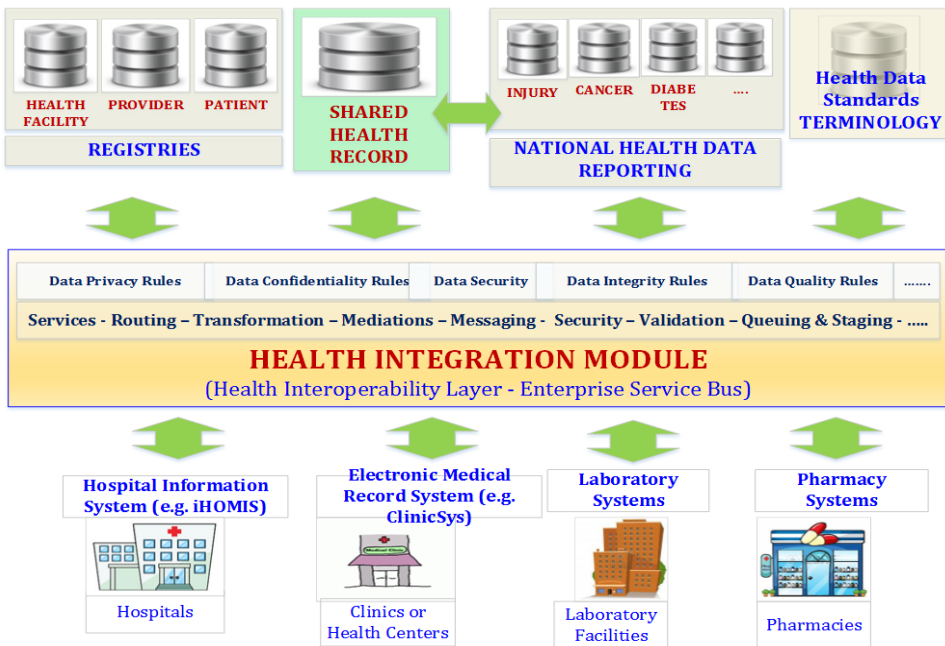 HEALTH
FACILITY
PROVIDER
PATIENT
REGISTRIES
SHARED
HEALTH
RECORD
INJURY
CANCER
DIABE
TES
....
NATIONAL HEALTH DATA
REPORTING
Health Data
Standards
TERMINOLOGY
Data Privacy Rules
Data Confidentiality Rules
Data Security
Data Integrity Rules
Data Quality Rules
.......
Services - Routing – Transformation – Mediations – Messaging - Security – Validation – Queuing & Staging - .....
HEALTH INTEGRATION MODULE
(Health Interoperability Layer - Enterprise Service Bus)
Hospital Information
System (e.g. iHOMIS)
Hospitals
Electronic Medical
Record System (e.g.
ClinicSys)
Medical Clinic
Clinics or
Health Centers
Laboratory
Systems
Laboratory
Facilities
Pharmacy
Systems
Pharmacies